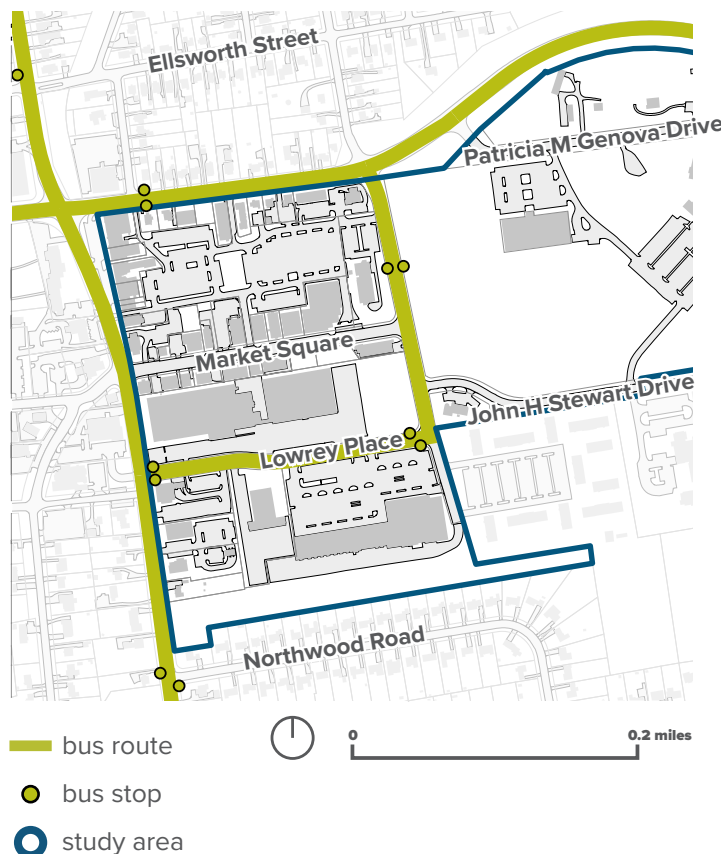 Ellsworth Street
Patricia M Genova Drive
Market Square
John H Stewart Drive
Lowrey Place
Northwood Road
bus route
0
0.2 miles
bus stop
study area